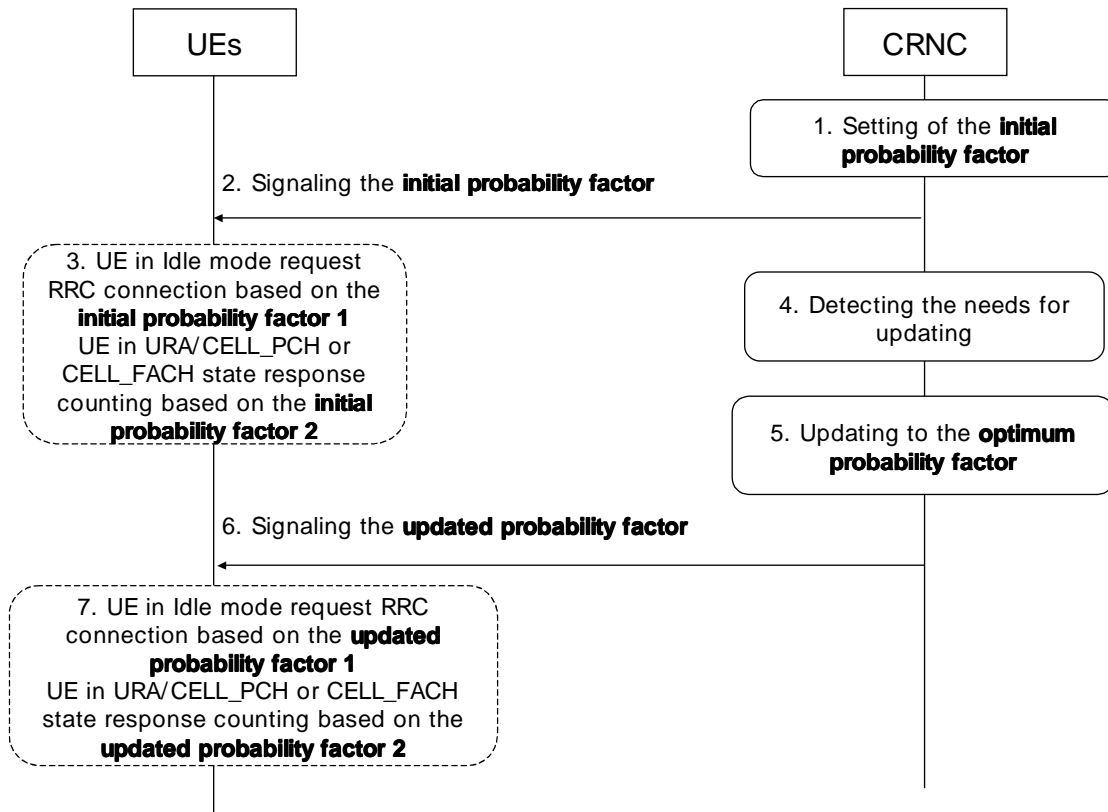 UEs
CRNC
1. Setting of the initial
probability factor
2. Signaling the initial probability factor
3. UE in Idle mode request
RRC connection based on the
initial probability factor 1
UE in URA/CELL_PCH or
CELL_FACH state response
counting based on the initial
probability factor 2
4. Detecting the needs for
updating
5. Updating to the optimum
probability factor
6. Signaling the updated probability factor
7. UE in Idle mode request RRC
connection based on the updated
probability factor 1
UE in URA/CELL_PCH or CELL_FACH
state response counting based on the
updated probability factor 2